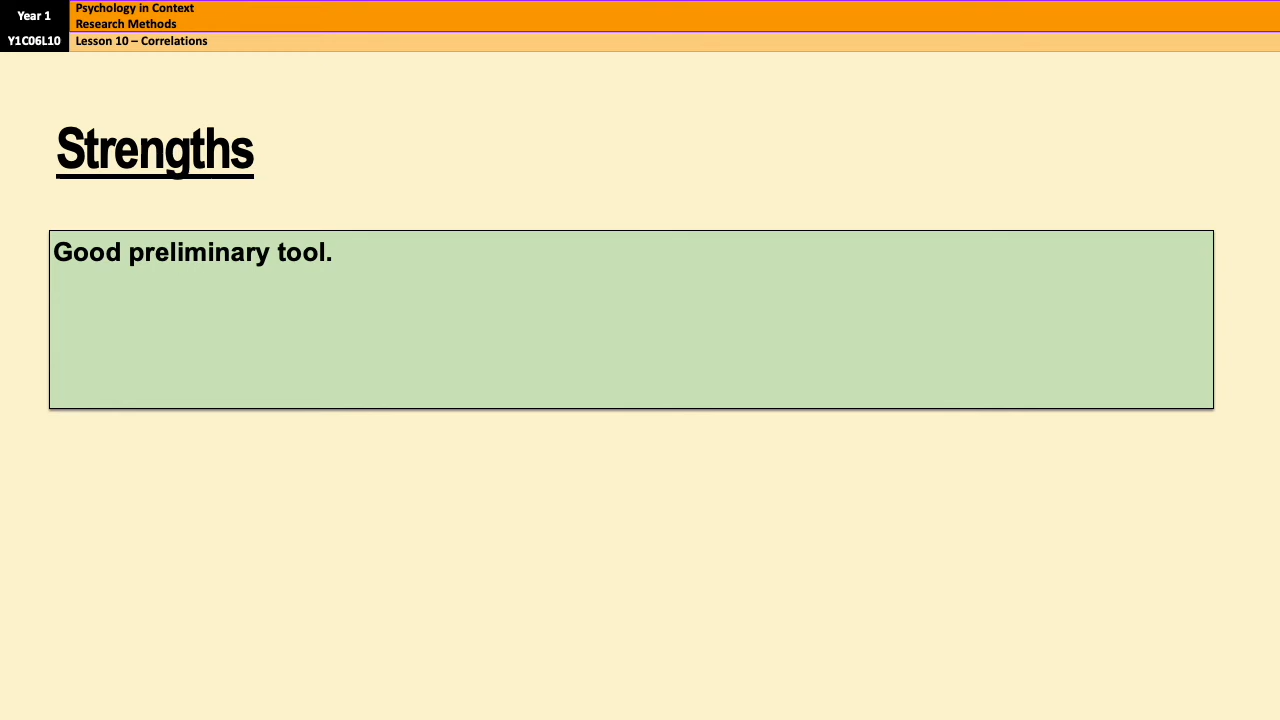 Year 1
Psychology in Context
Research Methods
Y1C06L10
Lesson 10 – Correlations
Strengths
Good preliminary tool.